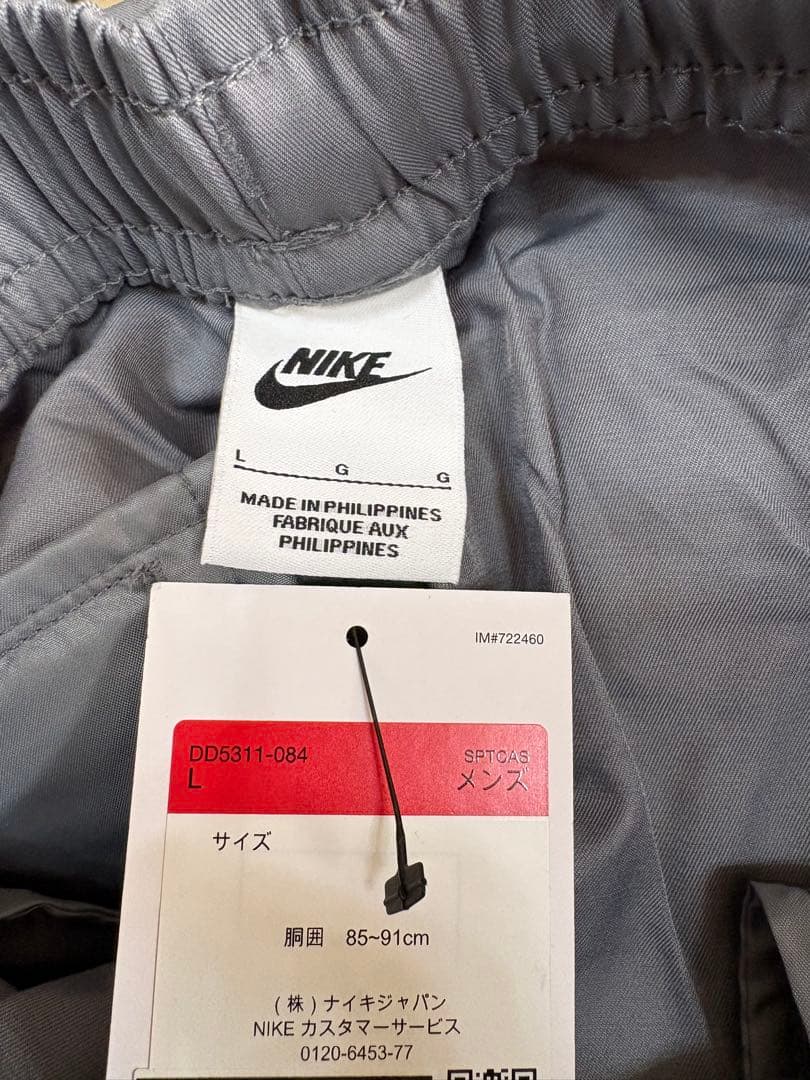 NIKE
L G G
MADE IN PHILIPPINES
FABRIQUE AUX
PHILIPPINES
IM#722460
DD5311-084 SPTCAS
L メンズ
サイズ
胴囲 85~91cm
(株)ナイキジャパン
NIKE カスタマーサービス
0120-6453-77